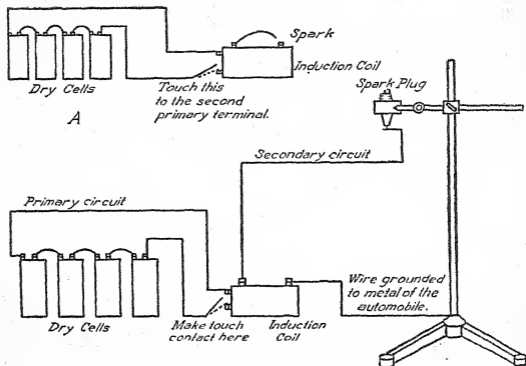 Spark
Induction Coil
Dry Cells
Touch this
to the second
primary terminal.
A
Spark Plug
Secondary circuit
Primary circuit
Wire grounded
to metal of the
automobile.
Dry Cells
Make touch
contact here
Induction
Coil